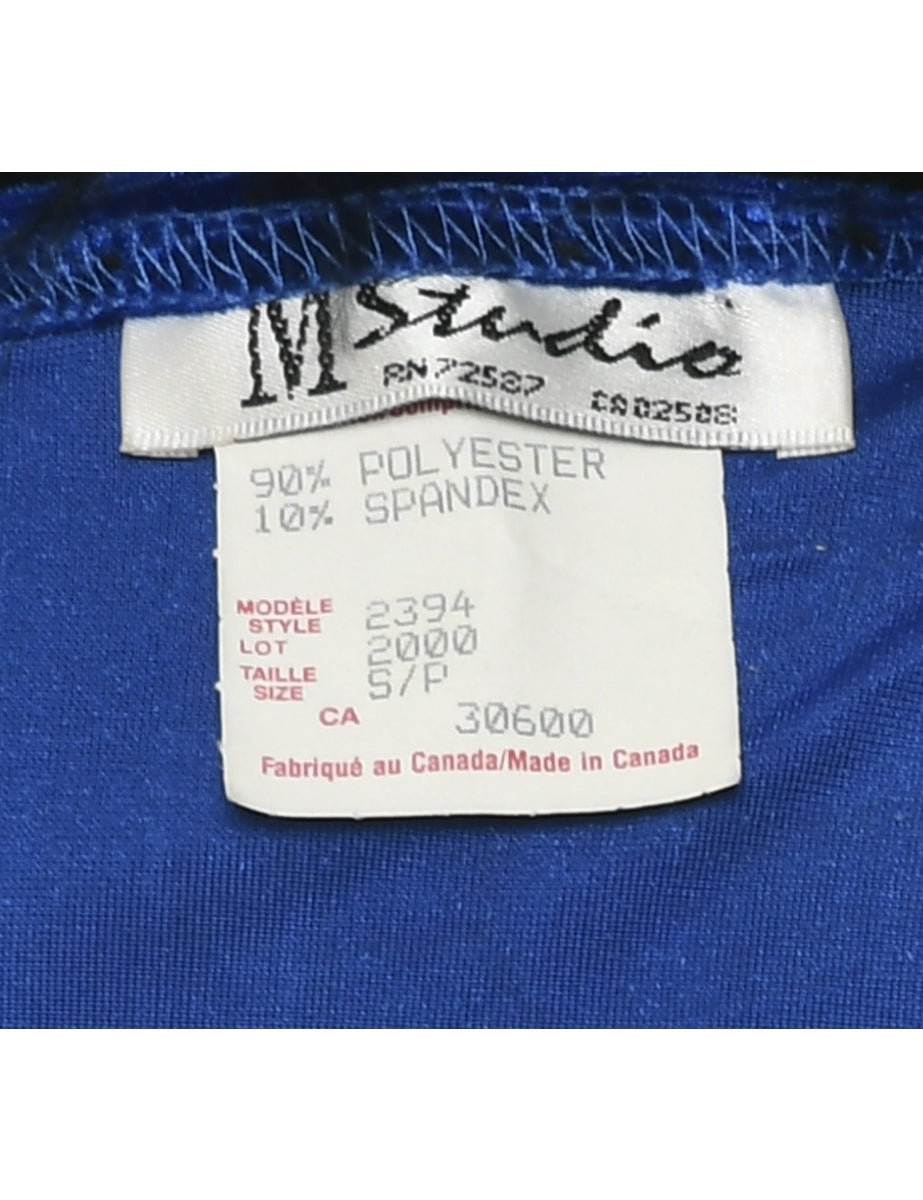 M Studio
RN 72587 CA 02508
90% POLYESTER
10% SPANDEX
MODÈLE
STYLE 2394
LOT 2000
TAILLE
SIZE S/P
CA 30600
Fabriqué au Canada/Made in Canada